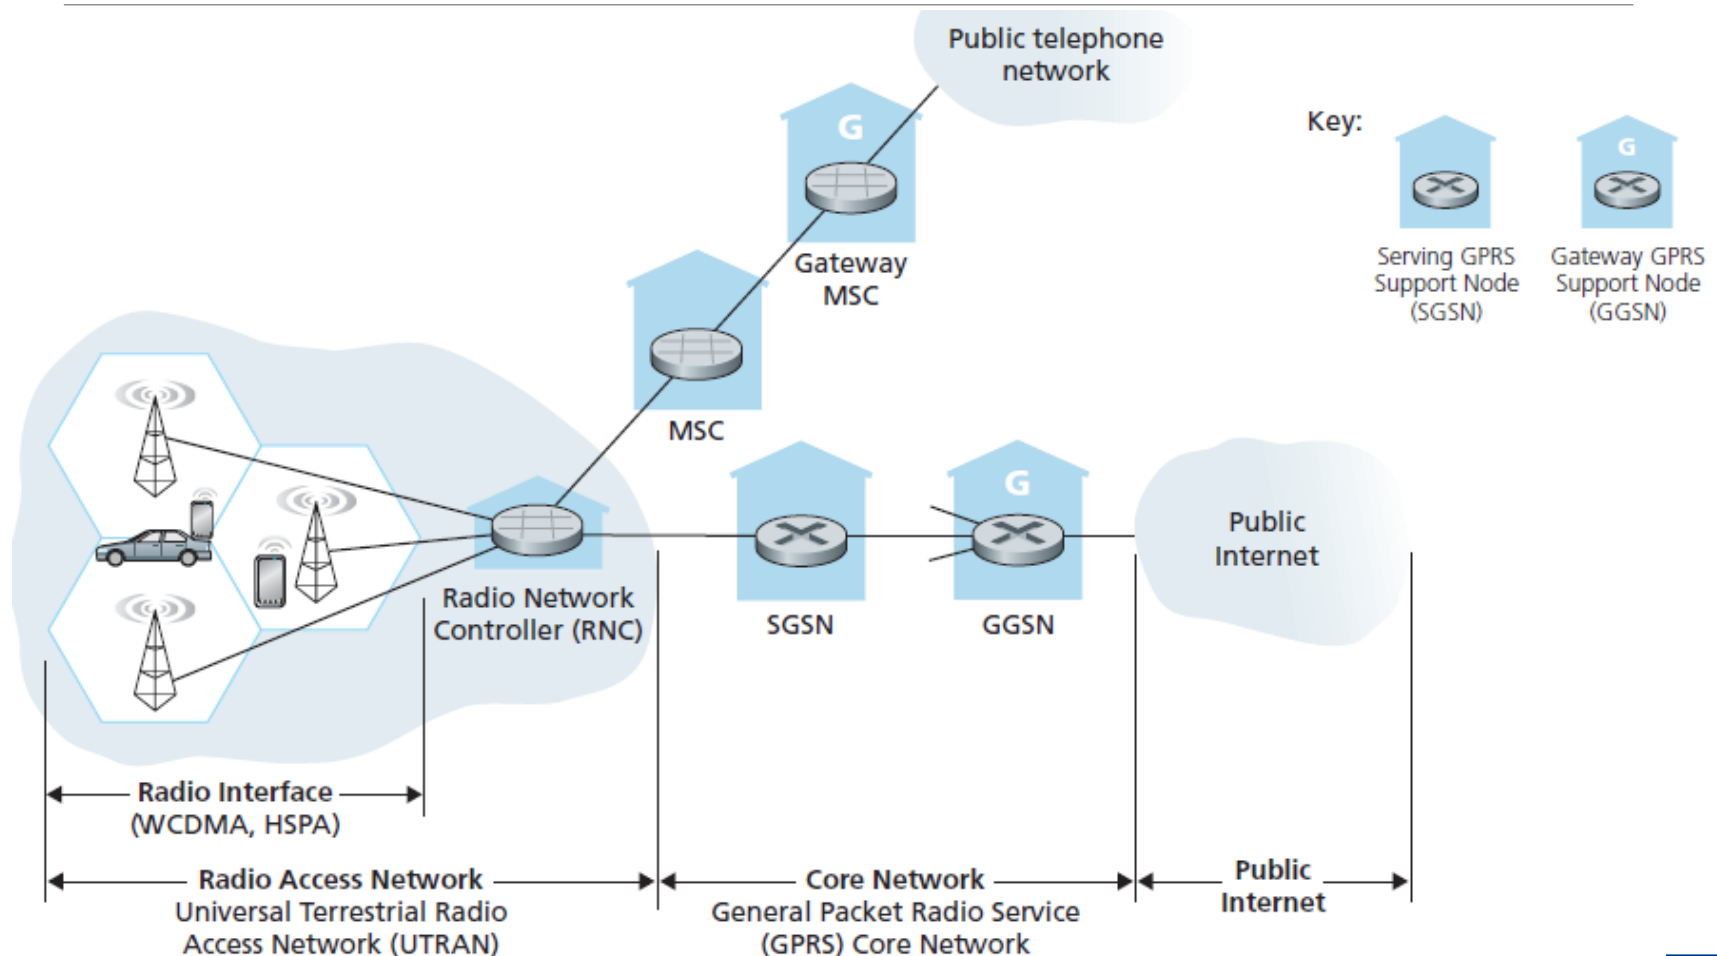 Public telephone
network
Key:
G
G
Serving GPRS
Support Node
(SGSN)
Gateway GPRS
Support Node
(GGSN)
Gateway
MSC
MSC
G
Public
Internet
Radio Network
Controller (RNC)
SGSN
GGSN
Radio Interface
(WCDMA, HSPA)
Radio Access Network
Universal Terrestrial Radio
Access Network (UTRAN)
Core Network
General Packet Radio Service
(GPRS) Core Network
Public
Internet